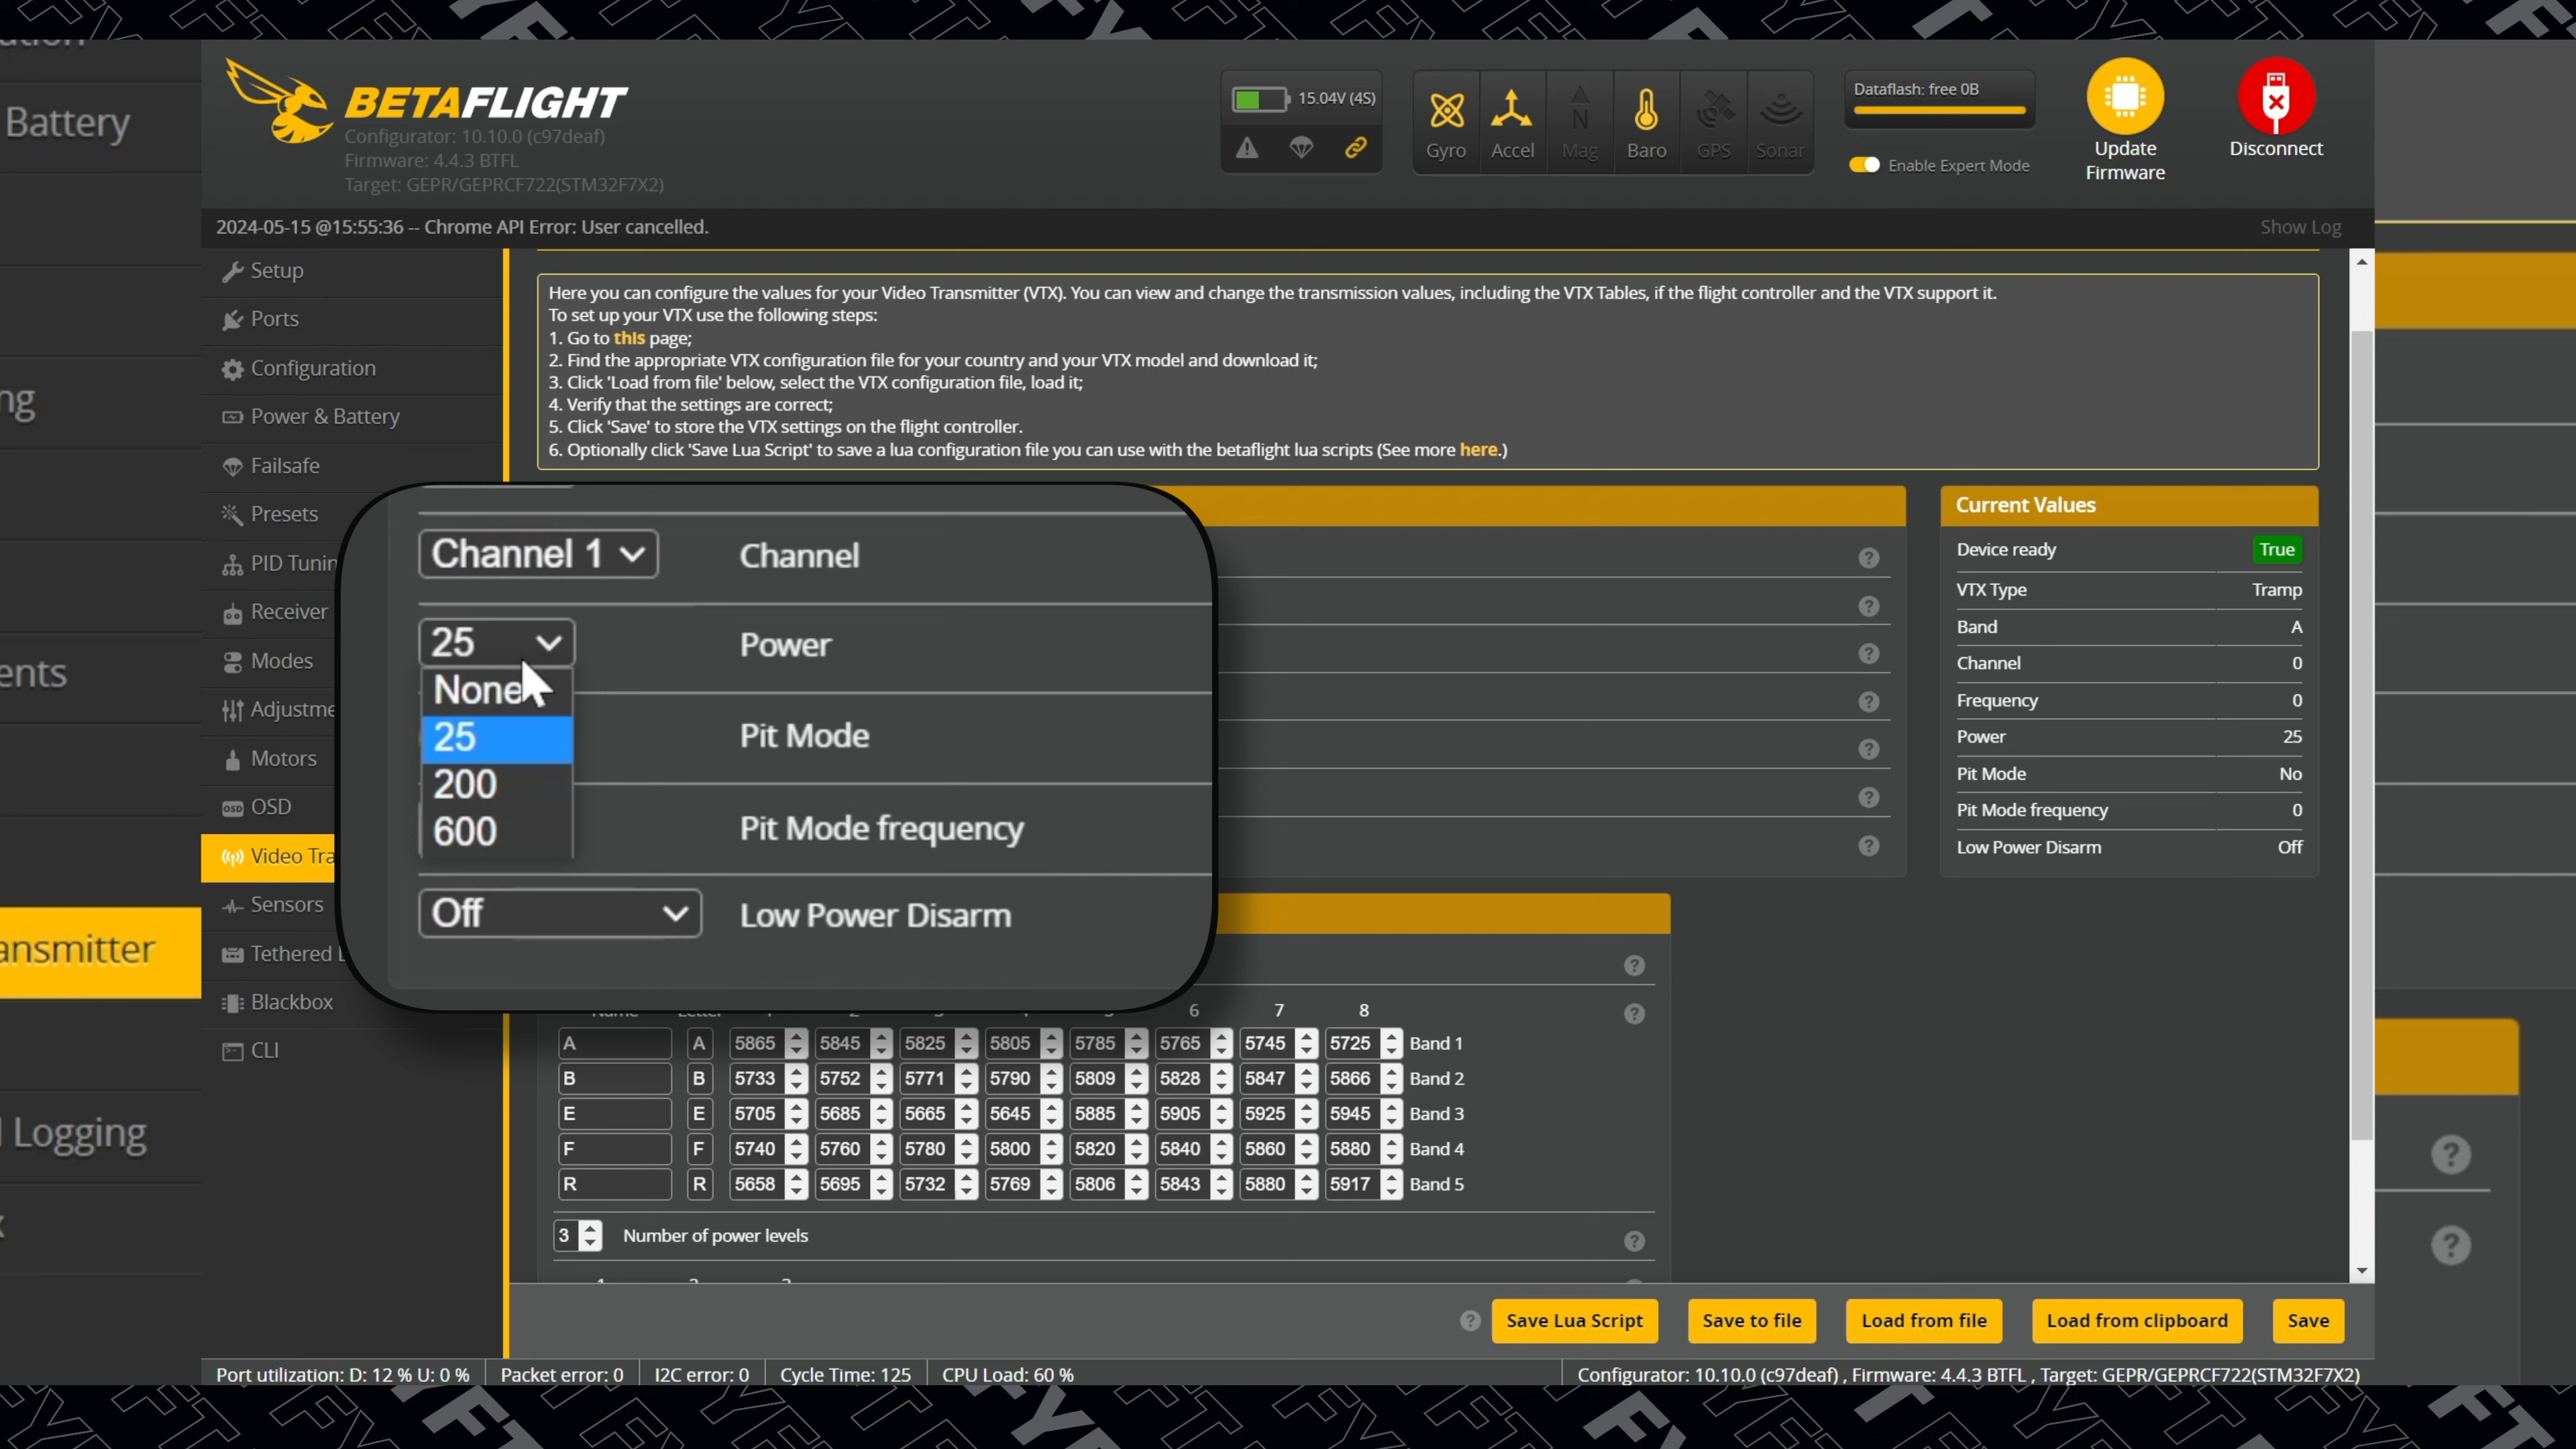 BETAFLIGHT
Configurator: 10.10.0 (c97deaf)
Firmware: 4.4.3 BTFL
Target: GEPR/GEPRCF722(STM32F7X2)
15.04V (4S)
Gyro
Accel
Mag
Baro
GPS
Sonar
Dataflash: free 0B
Enable Expert Mode
Update
Firmware
Disconnect
2024-05-15 @15:55:36 -- Chrome API Error: User cancelled.
Show Log
Battery
ng
ents
ansmitter
Logging
Setup
Ports
Configuration
Power & Battery
Failsafe
Presets
PID Tunin
Receiver
Modes
Adjustme
Motors
OSD
Video Tra
Sensors
Tethered L
Blackbox
CLI
Here you can configure the values for your Video Transmitter (VTX). You can view and change the transmission values, including the VTX Tables, if the flight controller and the VTX support it.
To set up your VTX use the following steps:
1. Go to this page;
2. Find the appropriate VTX configuration file for your country and your VTX model and download it;
3. Click 'Load from file' below, select the VTX configuration file, load it;
4. Verify that the settings are correct;
5. Click 'Save' to store the VTX settings on the flight controller.
6. Optionally click 'Save Lua Script' to save a lua configuration file you can use with the betaflight lua scripts (See more here.)
Channel 1 Channel
25 Power
None
25 Pit Mode
200
600 Pit Mode frequency
Off Low Power Disarm
Current Values
Device ready True
VTX Type Tramp
Band A
Channel 0
Frequency 0
Power 25
Pit Mode No
Pit Mode frequency 0
Low Power Disarm Off
6 7 8
A A 5865 5845 5825 5805 5785 5765 5745 5725 Band 1
B B 5733 5752 5771 5790 5809 5828 5847 5866 Band 2
E E 5705 5685 5665 5645 5885 5905 5925 5945 Band 3
F F 5740 5760 5780 5800 5820 5840 5860 5880 Band 4
R R 5658 5695 5732 5769 5806 5843 5880 5917 Band 5
3 Number of power levels
Save Lua Script
Save to file
Load from file
Load from clipboard
Save
Port utilization: D: 12 % U: 0 %
Packet error: 0
I2C error: 0
Cycle Time: 125
CPU Load: 60 %
Configurator: 10.10.0 (c97deaf) , Firmware: 4.4.3 BTFL , Target: GEPR/GEPRCF722(STM32F7X2)